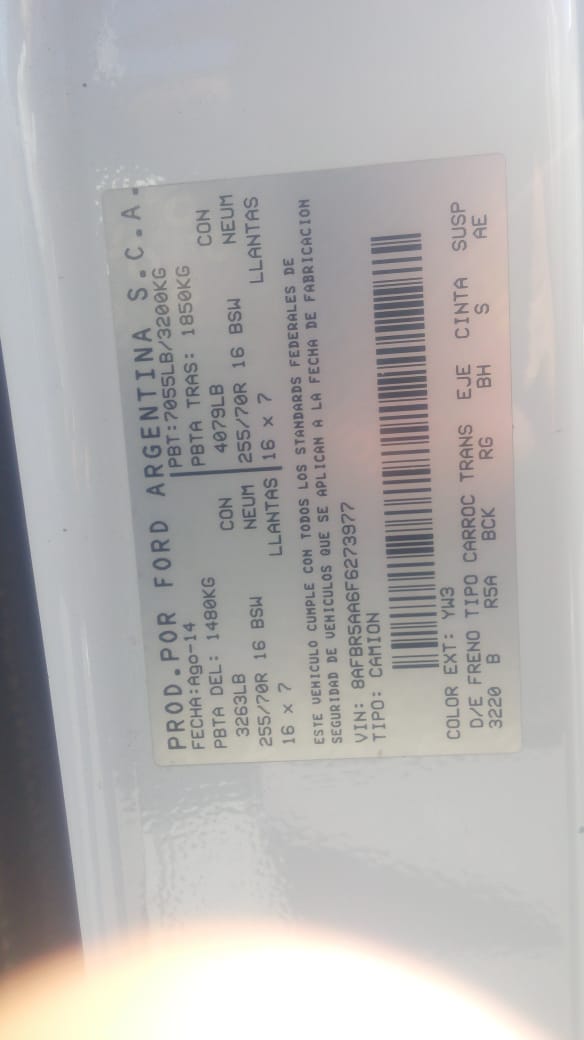 PROD.POR FORD ARGENTINA S.C.A.
FECHA:Ago-14 PBT:7055LB/3200KG
PBTA DEL: 1480KG PBTA TRAS: 1850KG
3263LB CON 4079LB CON
255/70R 16 BSW NEUM 255/70R 16 BSW NEUM
16 x 7 LLANTAS 16 x 7 LLANTAS
ESTE VEHICULO CUMPLE CON TODOS LOS STANDARDS FEDERALES DE
SEGURIDAD DE VEHICULOS QUE SE APLICAN A LA FECHA DE FABRICACION
VIN: 8AFBR5AA6F6273977
TIPO: CAMION
COLOR EXT: YW3
D/E FRENO TIPO CARROC TRANS EJE CINTA SUSP
3220 B R5A BCK RG BH S AE